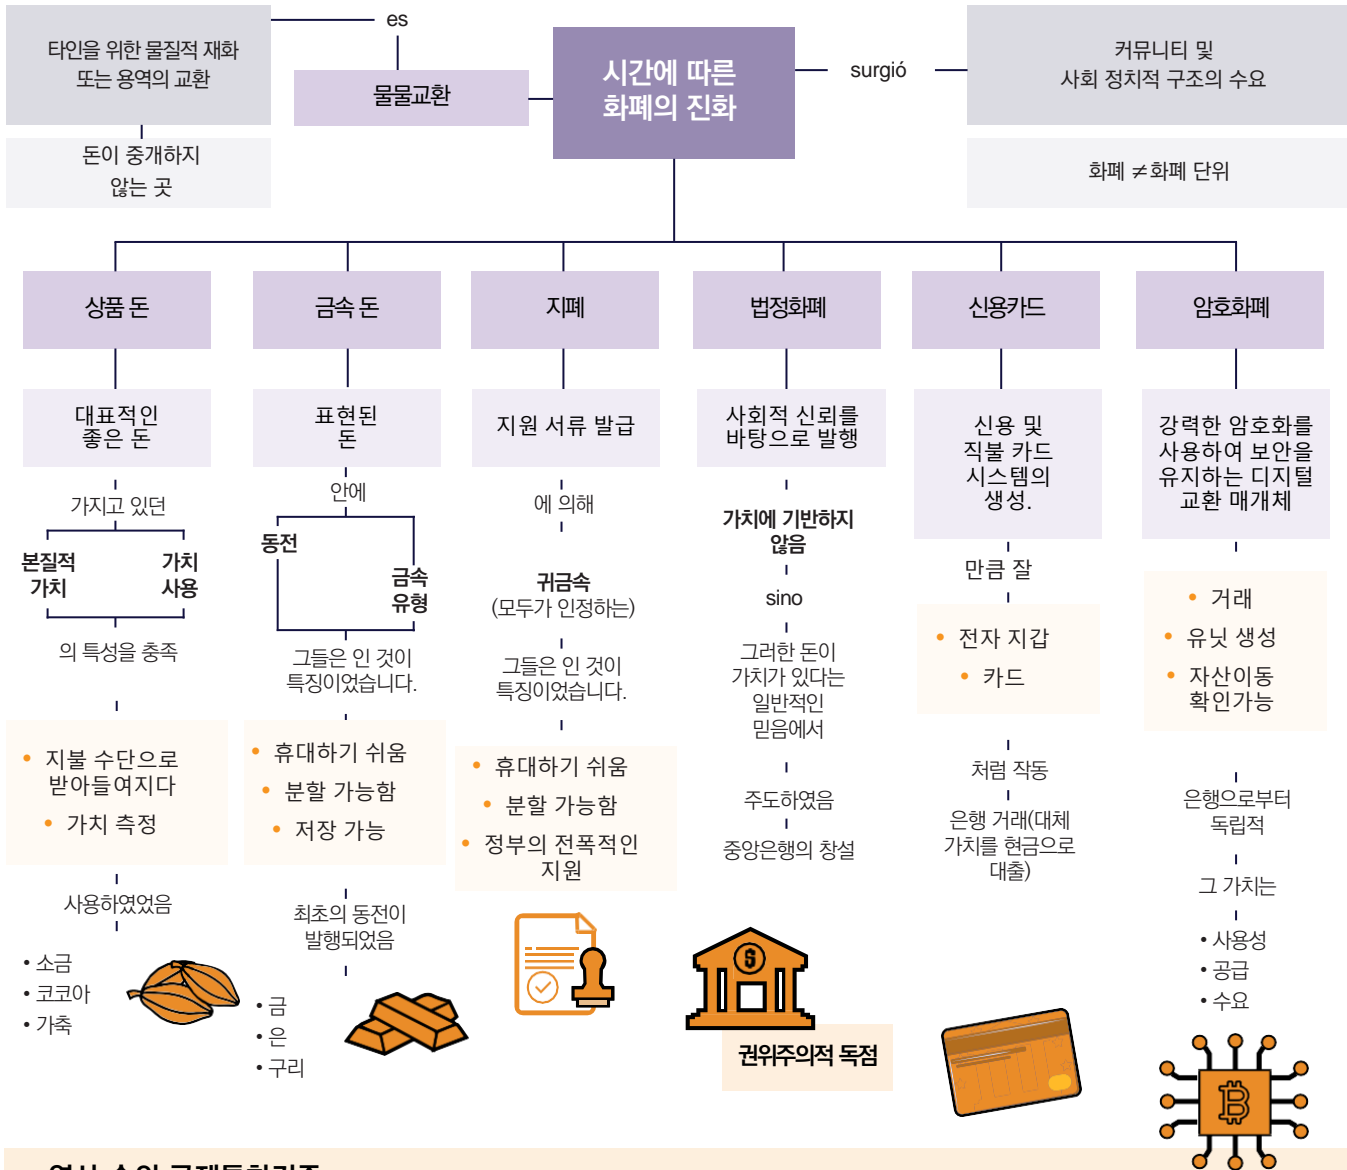 es
타인을 위한 물질적 재화
또는 용역의 교환
물물교환
시간에 따른
화폐의 진화
surgió
커뮤니티 및
사회 정치적 구조의 수요
돈이 중개하지
않는 곳
화폐 ≠ 화폐 단위
상품 돈
대표적인
좋은 돈
가지고 있던
본질적
가치
가치
사용
의 특성을 충족
• 지불 수단으로
받아들여지다
• 가치 측정
사용하였었음
• 소금
• 코코아
• 가축
금속 돈
표현된
돈
안에
동전
금속
유형
그들은 인 것이
특징이었습니다.
• 휴대하기 쉬움
• 분할 가능함
• 저장 가능
최초의 동전이
발행되었음
• 금
• 은
• 구리
지폐
지원 서류 발급
에 의해
귀금속
(모두가 인정하는)
그들은 인 것이
특징이었습니다.
• 휴대하기 쉬움
• 분할 가능함
• 정부의 전폭적인
지원
법정화폐
사회적 신뢰를
바탕으로 발행
가치에 기반하지
않음
sino
그러한 돈이
가치가 있다는
일반적인
믿음에서
주도하였음
중앙은행의 창설
$
권위주의적 독점
신용카드
신용 및
직불 카드
시스템의
생성.
만큼 잘
• 전자 지갑
• 카드
처럼 작동
은행 거래(대체
가치를 현금으로
대출)
암호화폐
강력한 암호화를
사용하여 보안을
유지하는 디지털
교환 매개체
• 거래
• 유닛 생성
• 자산이동
확인가능
은행으로부터
독립적
그 가치는
• 사용성
• 공급
• 수요